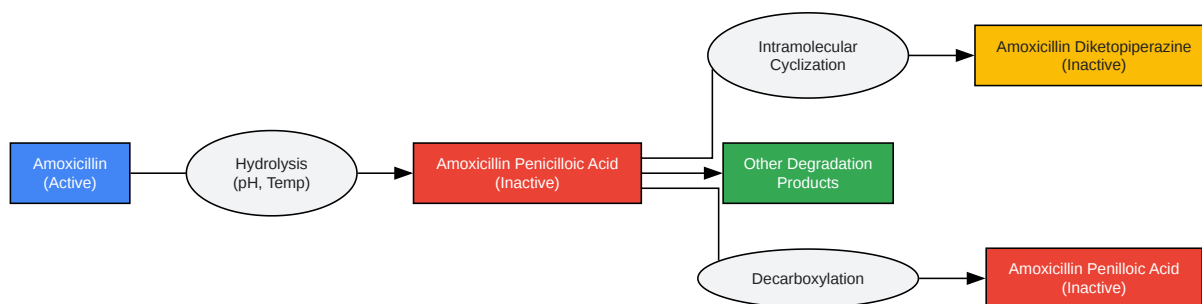 Intramolecular
Cyclization
Amoxicillin Diketopiperazine
(Inactive)
Amoxicillin
(Active)
Hydrolysis
(pH, Temp)
Amoxicillin Penicilloic Acid
(Inactive)
Other Degradation
Products
Decarboxylation
Amoxicillin Penilloic Acid
(Inactive)